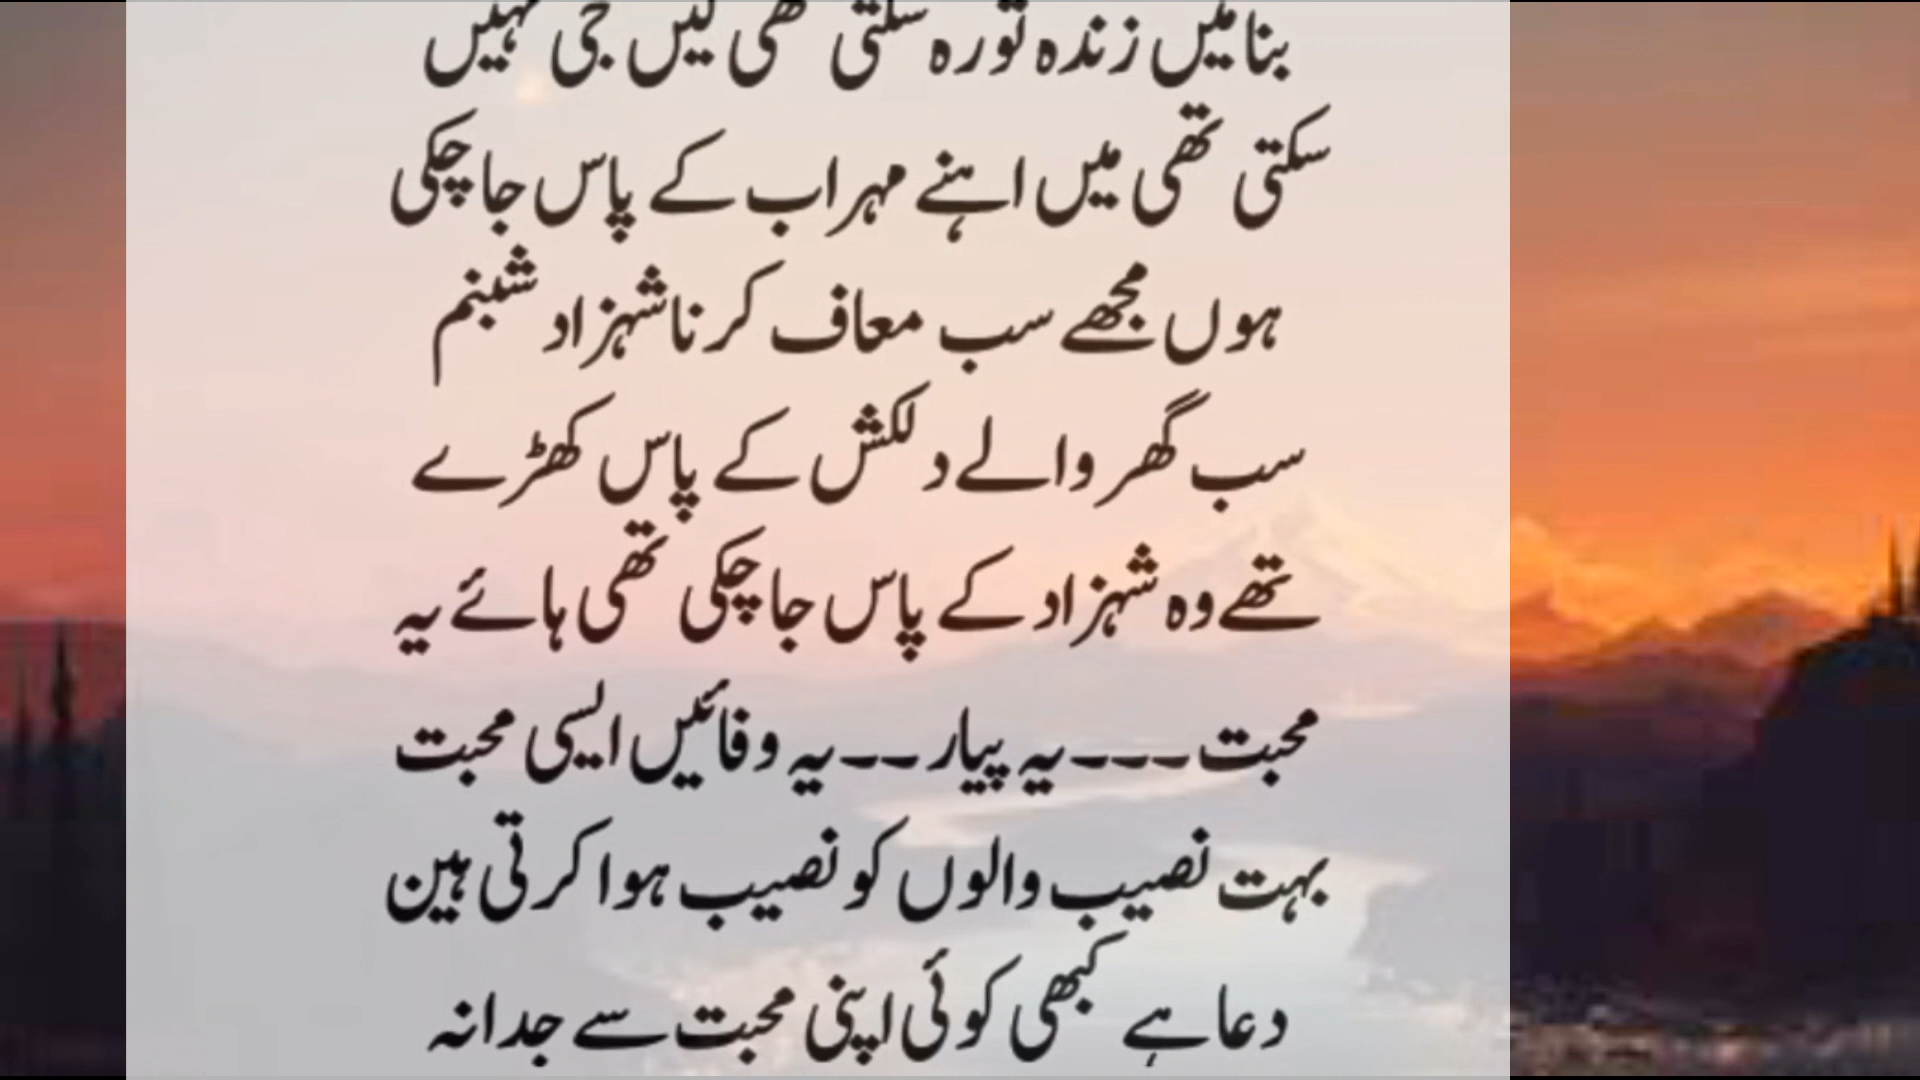 بنا میں زندہ تو رہ سکتی تھی لیں جی نہیں
سکتی تھی میں اہنے مہراب کے پاس جا چکی
ہوں مجھے سب معاف کرنا شہزاد شبنم
سب گھر والے دلکش کے پاس کھڑے
تھے وہ شہزاد کے پاس جا چکی تھی ہائے یہ
محبت ۔۔۔ یہ پیار ۔۔ یہ وفائیں ایسی محبت
بہت نصیب والوں کو نصیب ہوا کرتی ہین
دعا ہے کبھی کوئی اپنی محبت سے جدا نہ